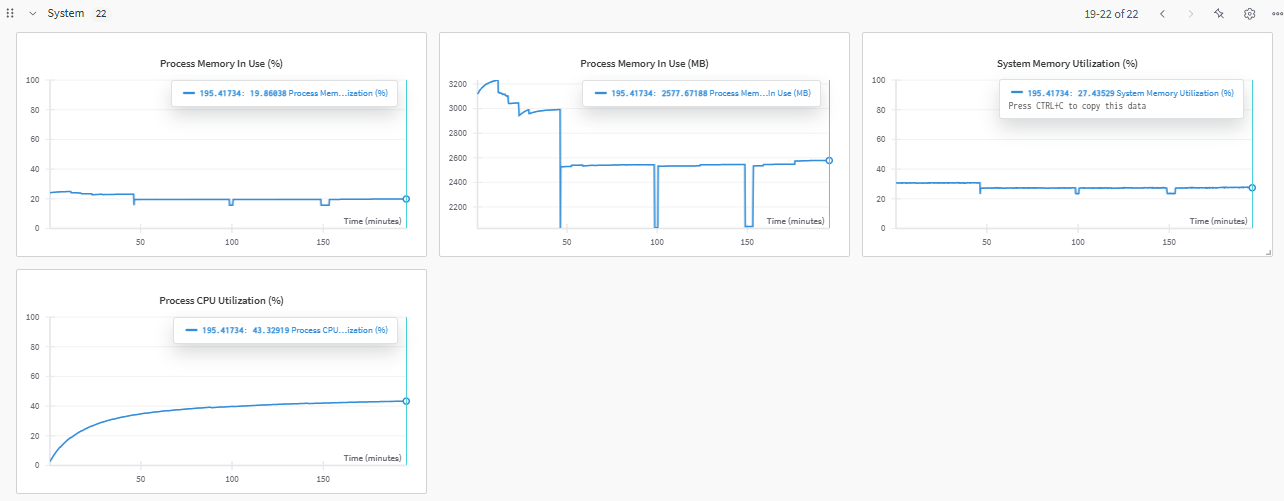 System 22
19-22 of 22
Process Memory In Use (%)
195.41734: 19.86038 Process Mem...ization (%)
100
80
60
40
20
0
50
100
150
Time (minutes)
Process Memory In Use (MB)
195.41734: 2577.67188 Process Mem...In Use (MB)
3200
3000
2800
2600
2400
2200
50
100
150
Time (minutes)
System Memory Utilization (%)
195.41734: 27.43529 System Memory Utilization (%)
Press CTRL+C to copy this data
100
80
60
40
20
0
50
100
150
Time (minutes)
Process CPU Utilization (%)
195.41734: 43.32919 Process CPU...ization (%)
100
80
60
40
20
0
50
100
150
Time (minutes)